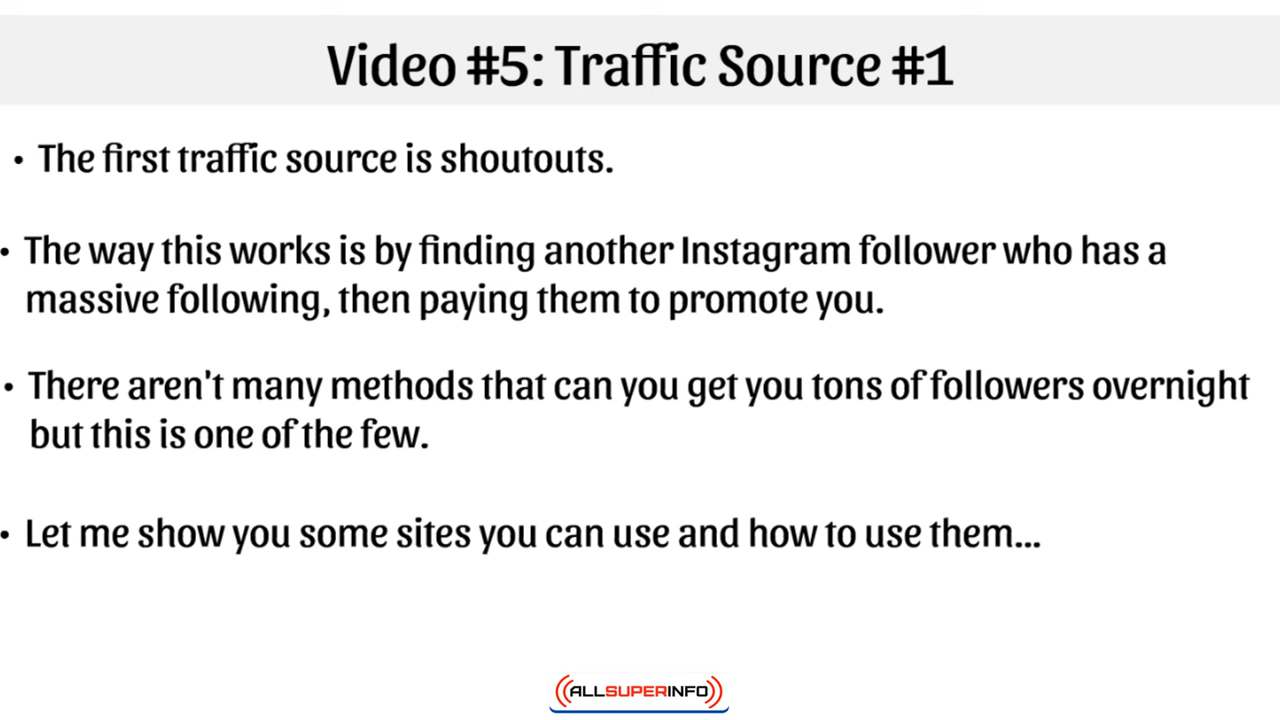 Video #5: Traffic Source #1
• The first traffic source is shoutouts.
• The way this works is by finding another Instagram follower who has a
massive following, then paying them to promote you.
• There aren't many methods that can you get you tons of followers overnight
but this is one of the few.
• Let me show you some sites you can use and how to use them...
ALLSUPERINFO